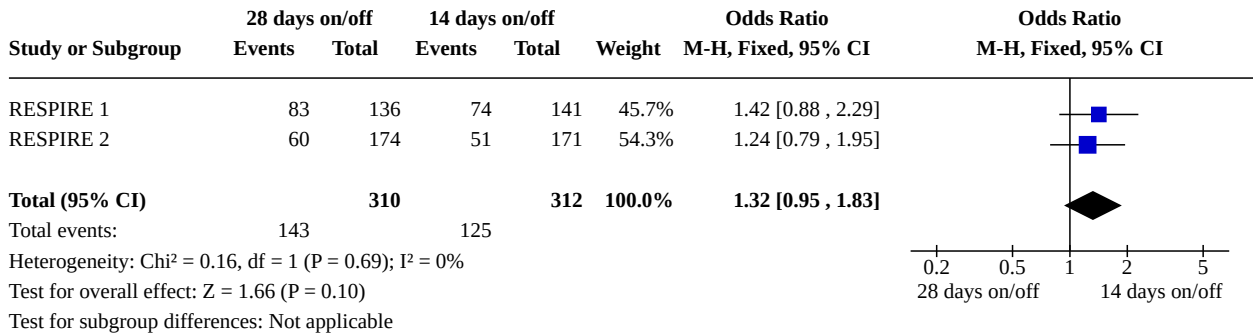 28 days on/off 14 days on/off Odds Ratio Odds Ratio
Study or Subgroup Events Total Events Total Weight M-H, Fixed, 95% CI M-H, Fixed, 95% CI
RESPIRE 1 83 136 74 141 45.7% 1.42 [0.88 , 2.29]
RESPIRE 2 60 174 51 171 54.3% 1.24 [0.79 , 1.95]
Total (95% CI) 310 312 100.0% 1.32 [0.95 , 1.83]
Total events: 143 125
Heterogeneity: Chi² = 0.16, df = 1 (P = 0.69); I² = 0%
0.2 0.5 1 2 5
Test for overall effect: Z = 1.66 (P = 0.10) 28 days on/off 14 days on/off
Test for subgroup differences: Not applicable